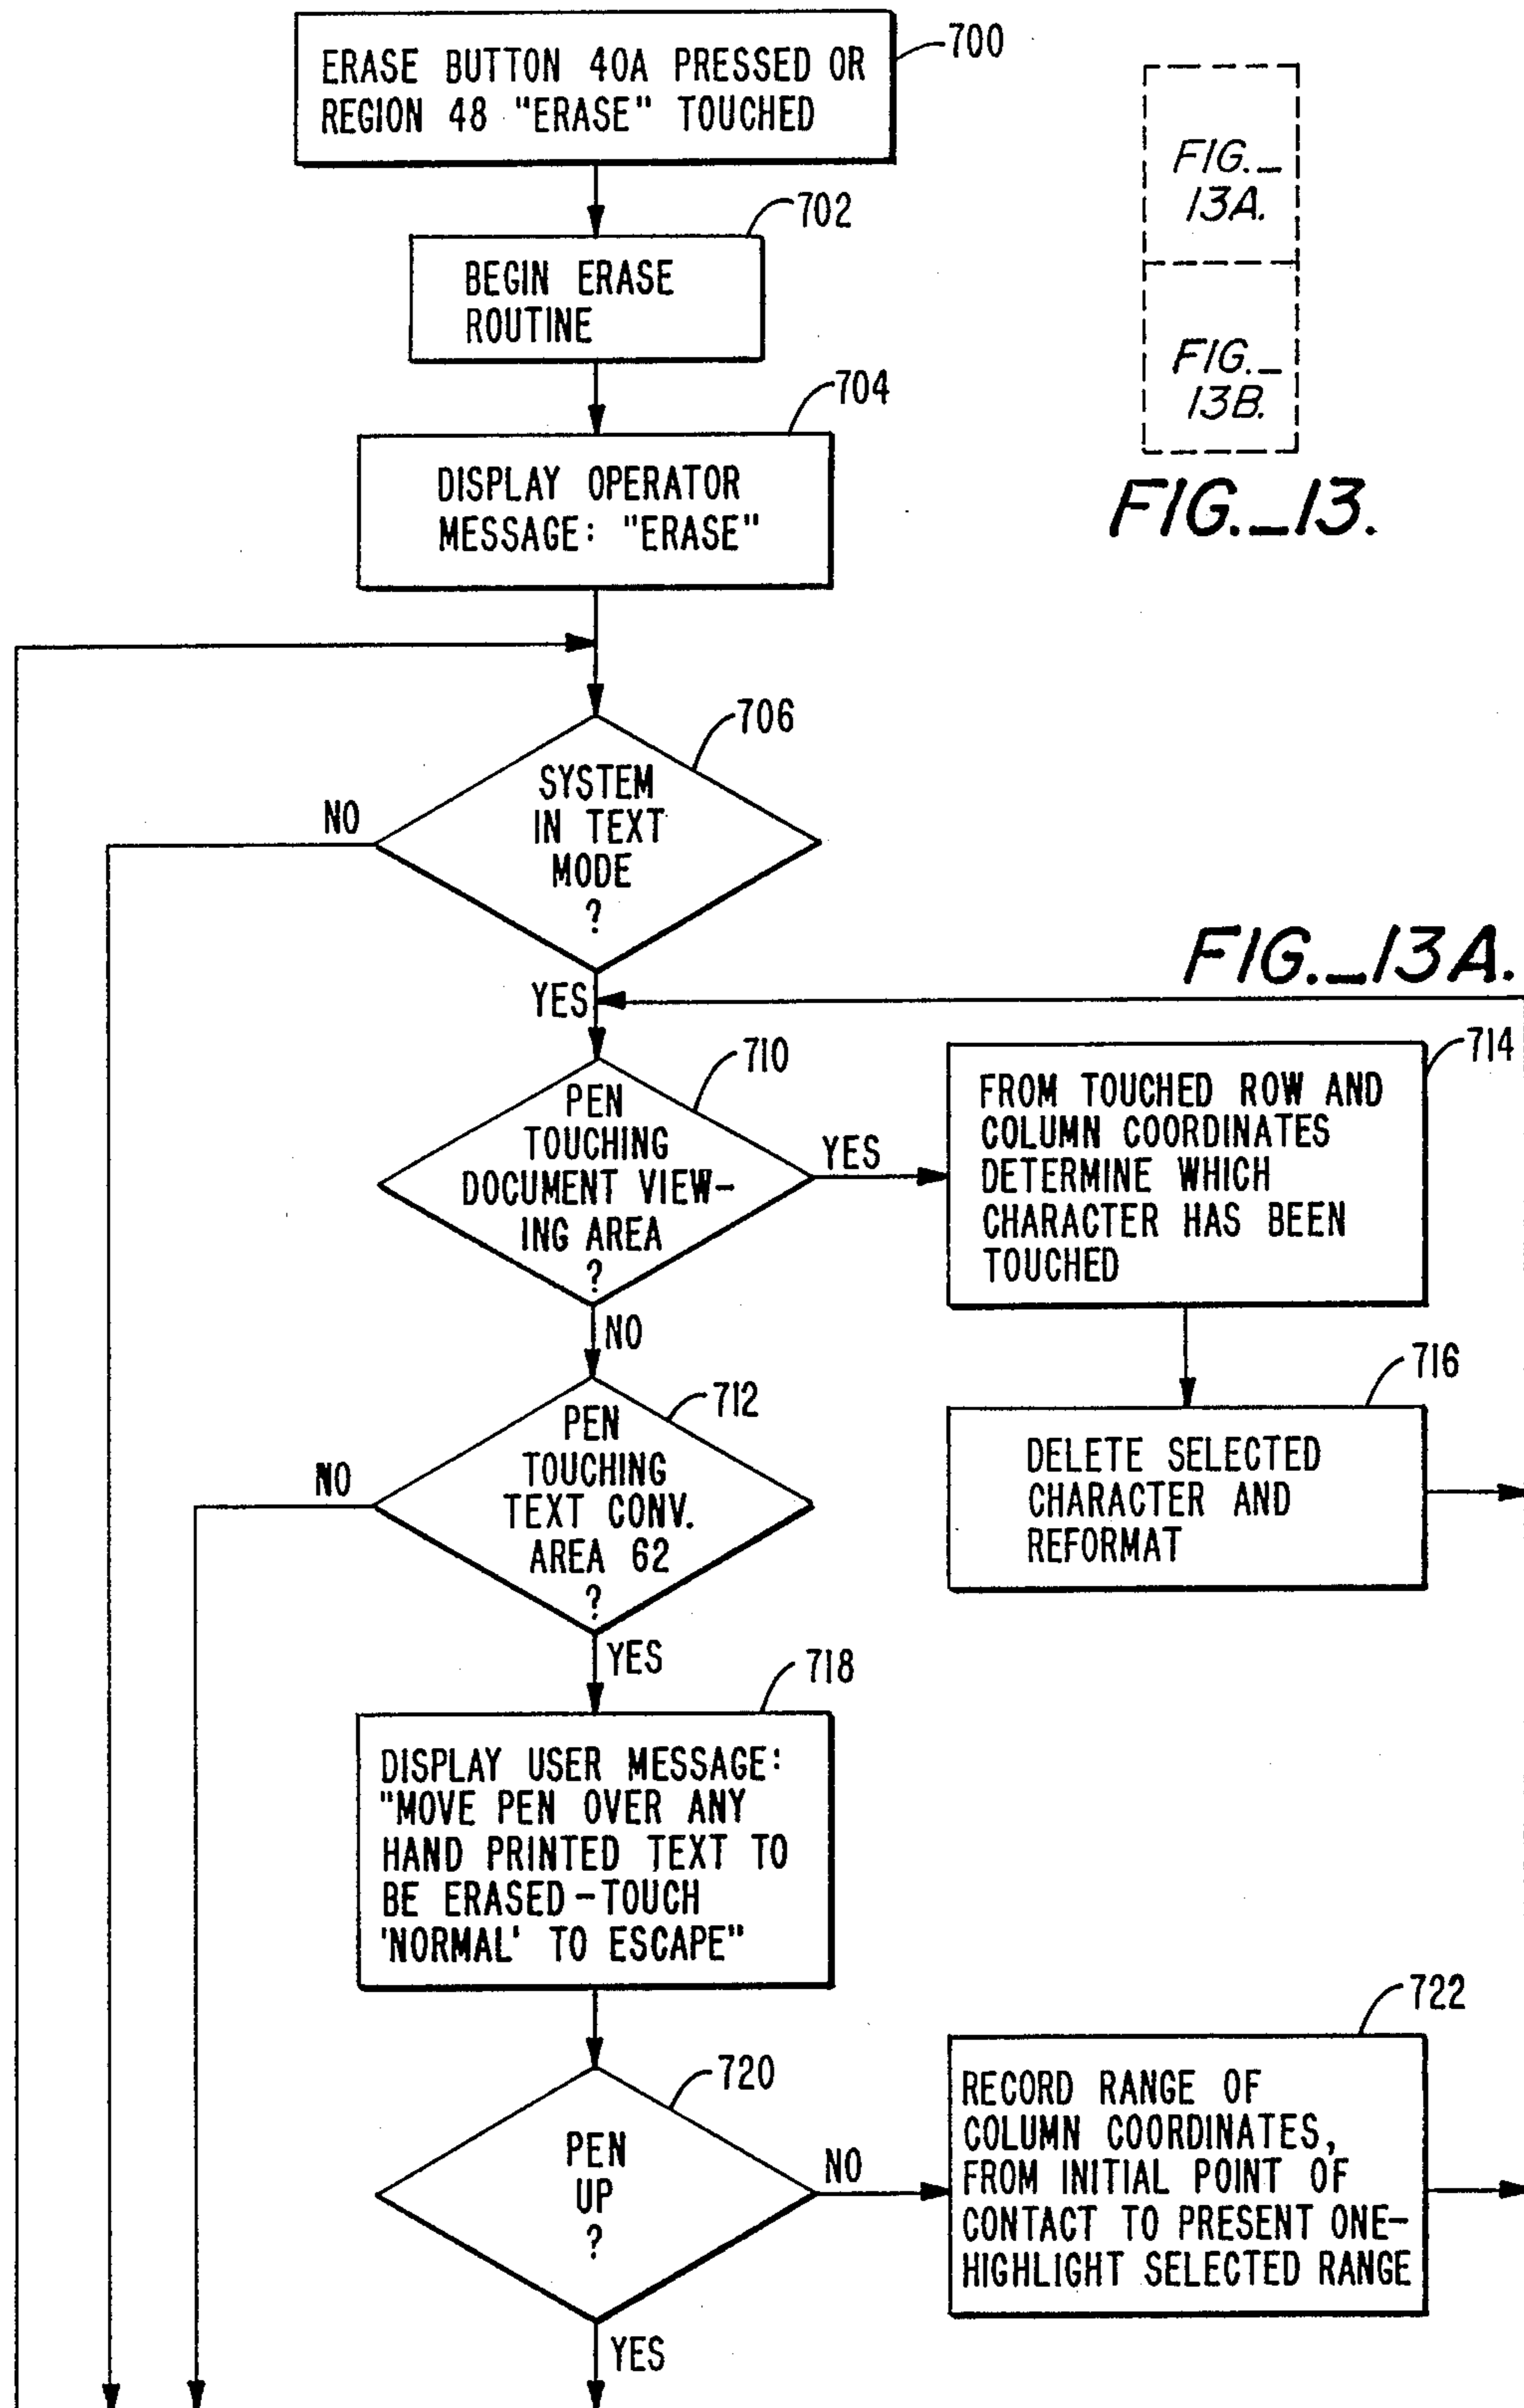 ERASE BUTTON 40A PRESSED OR
REGION 48 "ERASE" TOUCHED
700
FIG._
13A.
FIG._
13B.
FIG._13.
702
BEGIN ERASE
ROUTINE
704
DISPLAY OPERATOR
MESSAGE: "ERASE"
706
SYSTEM
IN TEXT
MODE
?
NO
YES
FIG._13A.
710
PEN
TOUCHING
DOCUMENT VIEW-
ING AREA
?
YES
NO
714
FROM TOUCHED ROW AND
COLUMN COORDINATES
DETERMINE WHICH
CHARACTER HAS BEEN
TOUCHED
716
DELETE SELECTED
CHARACTER AND
REFORMAT
712
PEN
TOUCHING
TEXT CONV.
AREA 62
?
NO
YES
718
DISPLAY USER MESSAGE:
"MOVE PEN OVER ANY
HAND PRINTED TEXT TO
BE ERASED-TOUCH
'NORMAL' TO ESCAPE"
720
PEN
UP
?
NO
YES
722
RECORD RANGE OF
COLUMN COORDINATES,
FROM INITIAL POINT OF
CONTACT TO PRESENT ONE-
HIGHLIGHT SELECTED RANGE